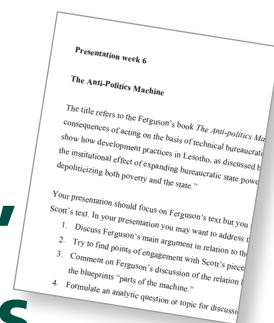 Presentation week 6
The Anti-Politics Machine
The title refers to the Ferguson's book The Anti-politics Ma
consequences of acting on the basis of technical bureaucrati
show how development practices in Lesotho, as discussed b
the institutional effect of expanding bureaucratic state powe
depoliticizing both poverty and the state."
Your presentation should focus on Ferguson's text but you
Scott's text. In your presentation you may want to address t
1. Discuss Ferguson's main argument in relation to th
2. Try to find points of engagement with Scott's piece
3. Comment on Ferguson's discussion of the relation
the blueprints "parts of the machine."
4. Formulate an analytic question or topic for discussi